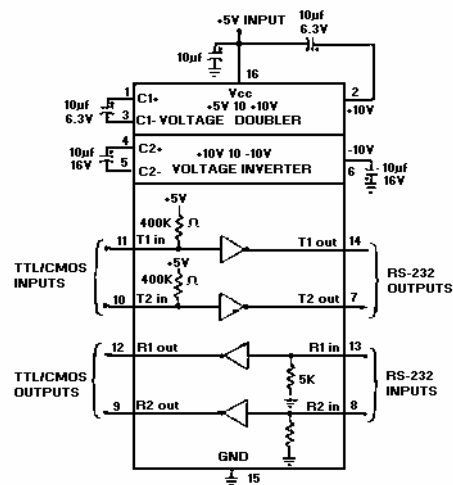 10µf
6.3V
+5V INPUT
10µf
16
1
C1+
Vcc
2
+5V 10 +10V
+10V
10µf
6.3V
3
C1-
VOLTAGE DOUBLER
4
C2+
+10V 10 -10V
-10V
10µf
16V
5
C2-
VOLTAGE INVERTER
6
10µf
16V
+5V
400K Ω
11
T1 in
T1 out
14
TTL/CMOS
INPUTS
+5V
400K Ω
RS-232
OUTPUTS
10
T2 in
T2 out
7
12
R1 out
R1 in
13
TTL/CMOS
OUTPUTS
5K
RS-232
INPUTS
9
R2 out
R2 in
8
GND
15